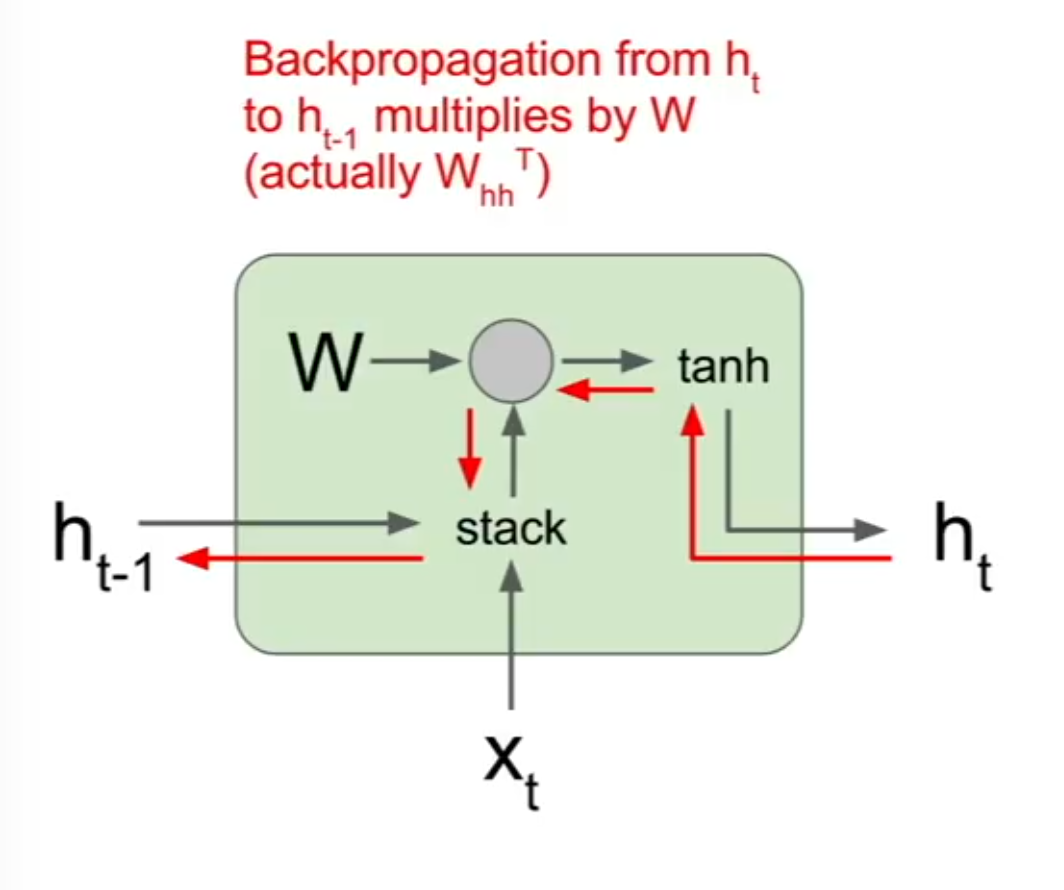 Backpropagation from hₜ
to hₜ₋₁ multiplies by W
(actually Wₕₕᵀ)
W
tanh
hₜ₋₁
stack
hₜ
xₜ